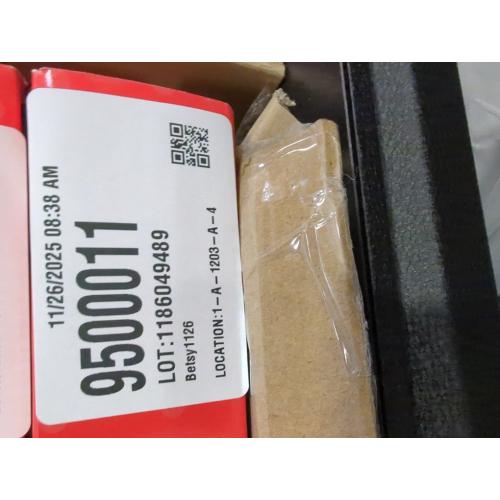 11/26/2025 08:38 AM
9500011
LOT:1186049489
Betsy1126
LOCATION:1-A-1203-A-4